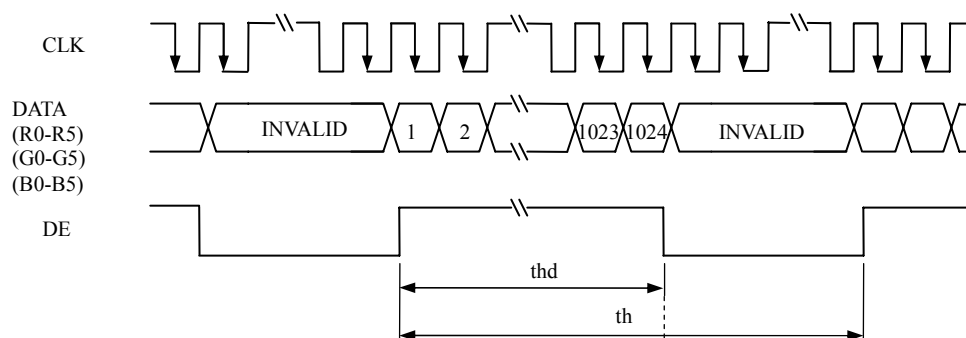 CLK
DATA
(R0-R5)
(G0-G5)
(B0-B5)
INVALID 1 2 1023 1024 INVALID
DE
thd
th